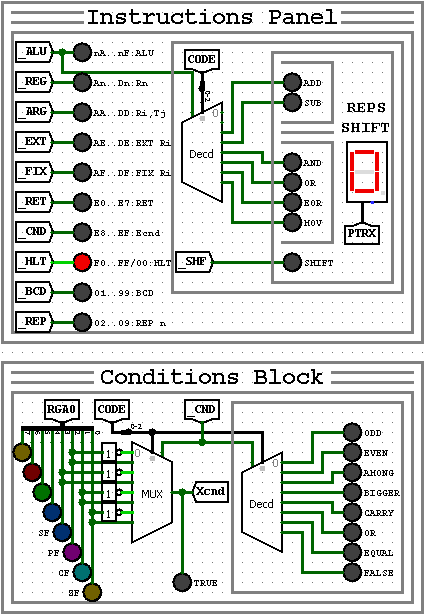 Instructions Panel
_ALU nA..nF:ALU
_REG An..Dn:Rn
_ARG AA..DD:Ri,Tj
_EXT AE..DE:EXT Ri
_FIX AF..DF:FIX Ri
_RET E0..E7:RET
_CND E8..EF:Ecnd
_HLT F0..FF/00:HLT
_BCD 01..99:BCD
_REP 02..09:REP n
CODE
0-2
0
Decd
ADD
SUB
AND
OR
EOR
MOV
_SHF
SHIFT
REPS
SHIFT
0
PTRX
Conditions Block
RGA0
CODE
_CND
0-2
1
1
1
1
0
MUX
Xcnd
TRUE
SF
PF
CF
ZF
0
Decd
ODD
EVEN
AMONG
BIGGER
CARRY
OR
EQUAL
FALSE